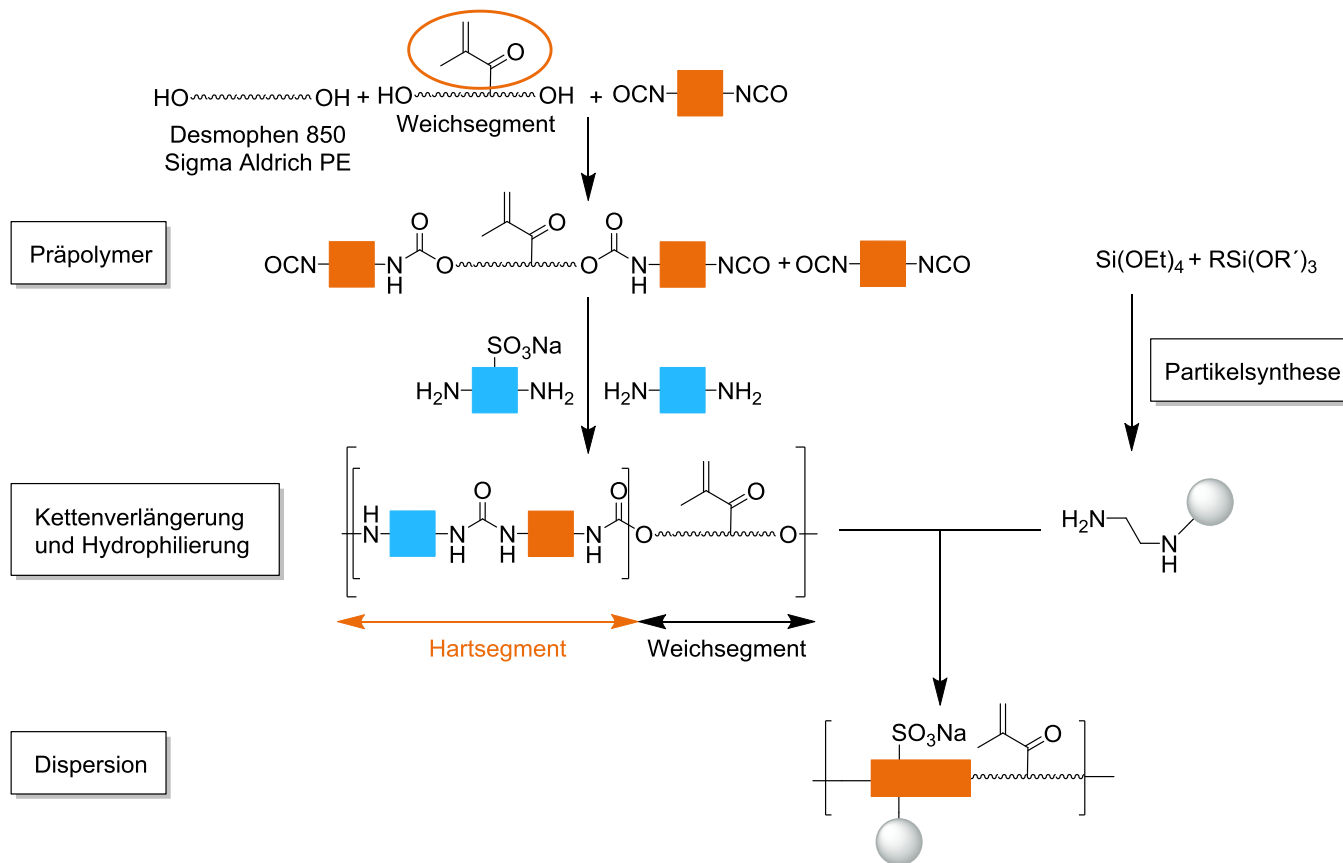 HO OH + HO OH + OCN NCO
O
Desmophen 850
Sigma Aldrich PE
Weichsegment
Präpolymer
OCN N H O O O O N H NCO + OCN NCO
Si(OEt)4 + RSi(OR´)3
SO3Na
H2N NH2 H2N NH2
Partikelsynthese
Kettenverlängerung
und Hydrophilierung
H N N H O H N N H O O O O
H2N N H
Hartsegment Weichsegment
Dispersion
SO3Na O